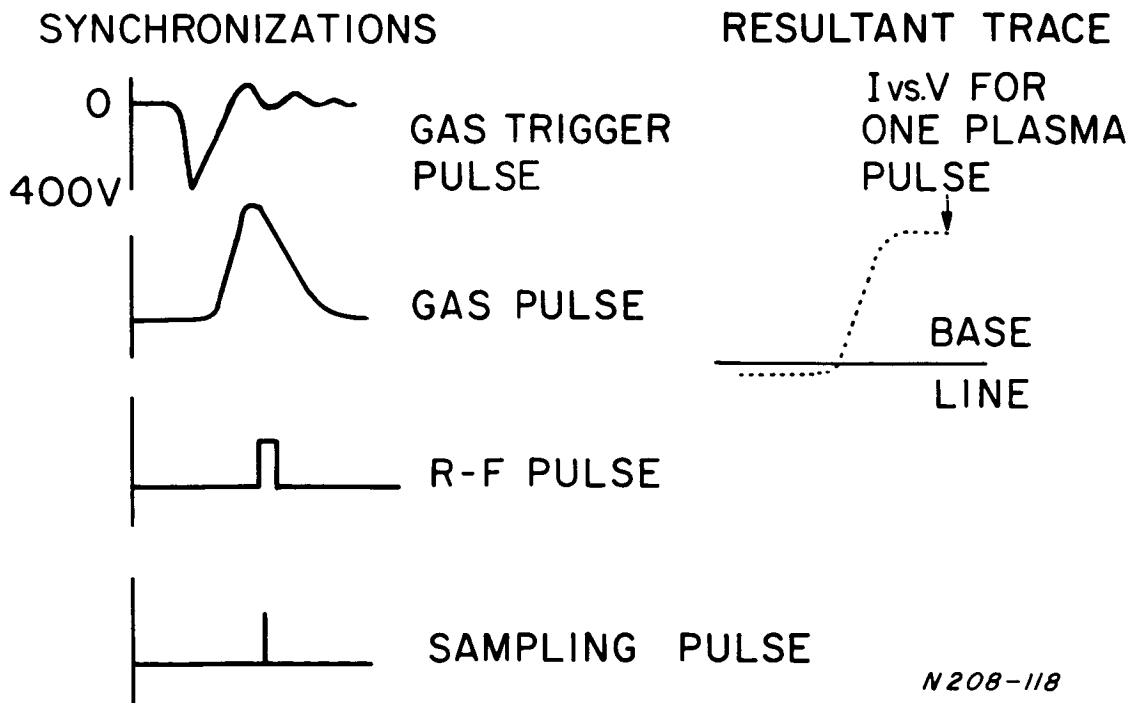 SYNCHRONIZATIONS
0
400V
GAS TRIGGER
PULSE
GAS PULSE
R-F PULSE
SAMPLING PULSE
RESULTANT TRACE
I vs. V FOR
ONE PLASMA
PULSE
BASE
LINE
N208-118